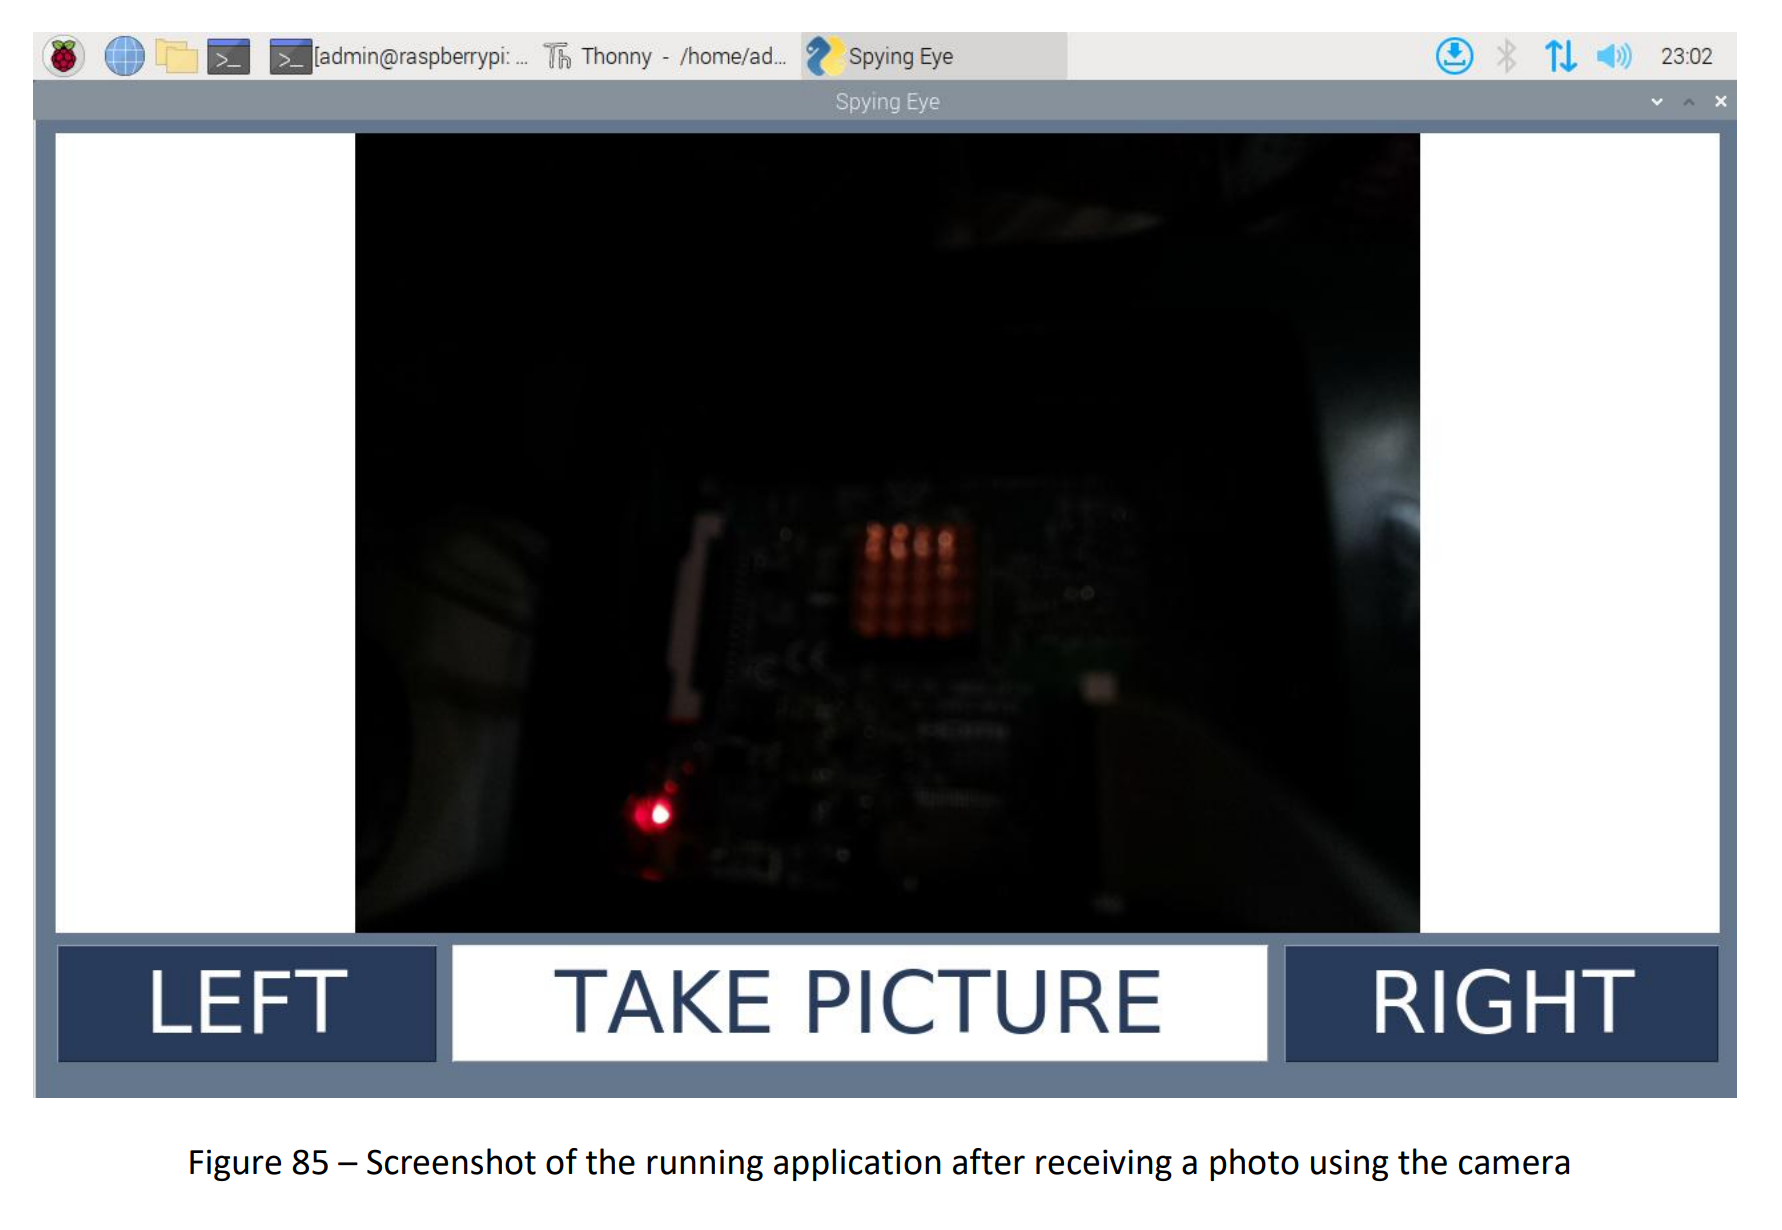 [admin@raspberrypi: ... Thonny - /home/ad... Spying Eye 23:02
Spying Eye
CE
LEFT TAKE PICTURE RIGHT
Figure 85 – Screenshot of the running application after receiving a photo using the camera